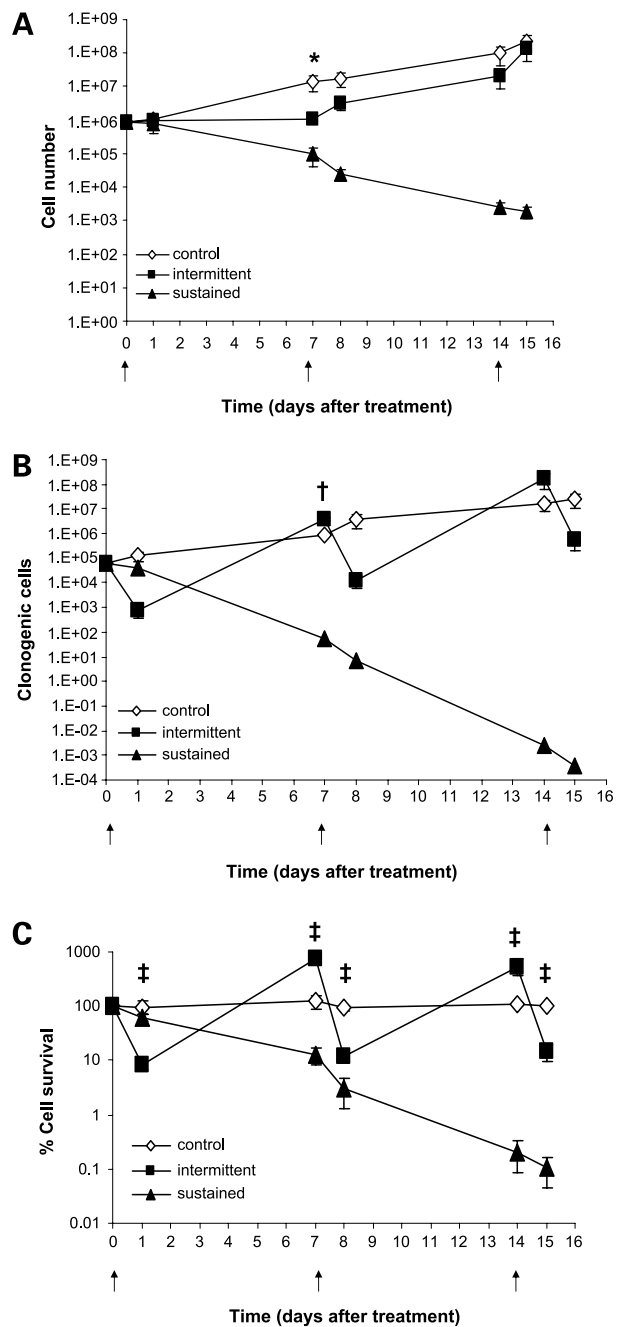 A
*
1.E+09
1.E+08
1.E+07
1.E+06
1.E+05
1.E+04
1.E+03
1.E+02
1.E+01
1.E+00
Cell number
control
intermittent
sustained
0 1 2 3 4 5 6 7 8 9 10 11 12 13 14 15 16
Time (days after treatment)
B
†
1.E+09
1.E+08
1.E+07
1.E+06
1.E+05
1.E+04
1.E+03
1.E+02
1.E+01
1.E+00
1.E-01
1.E-02
1.E-03
1.E-04
Clonogenic cells
control
intermittent
sustained
0 1 2 3 4 5 6 7 8 9 10 11 12 13 14 15 16
Time (days after treatment)
C
‡ ‡ ‡ ‡ ‡
1000
100
10
1
0.1
0.01
% Cell survival
control
intermittent
sustained
0 1 2 3 4 5 6 7 8 9 10 11 12 13 14 15 16
Time (days after treatment)